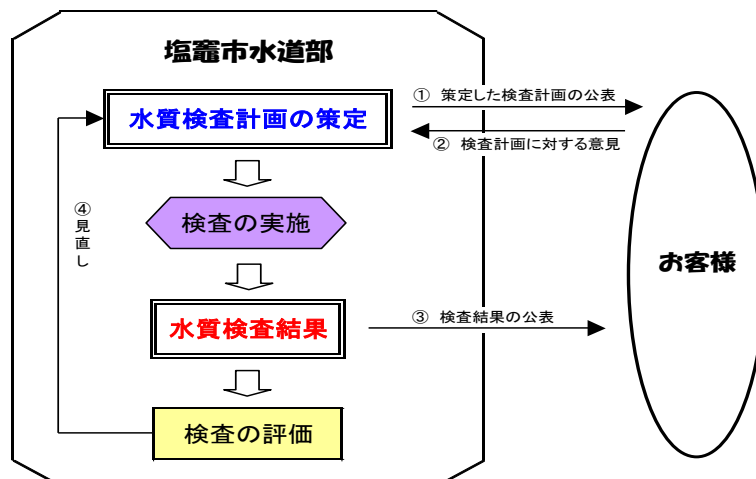 塩竈市水道部
水質検査計画の策定
① 策定した検査計画の公表
② 検査計画に対する意見
検査の実施
④見直し
お客様
水質検査結果
③ 検査結果の公表
検査の評価